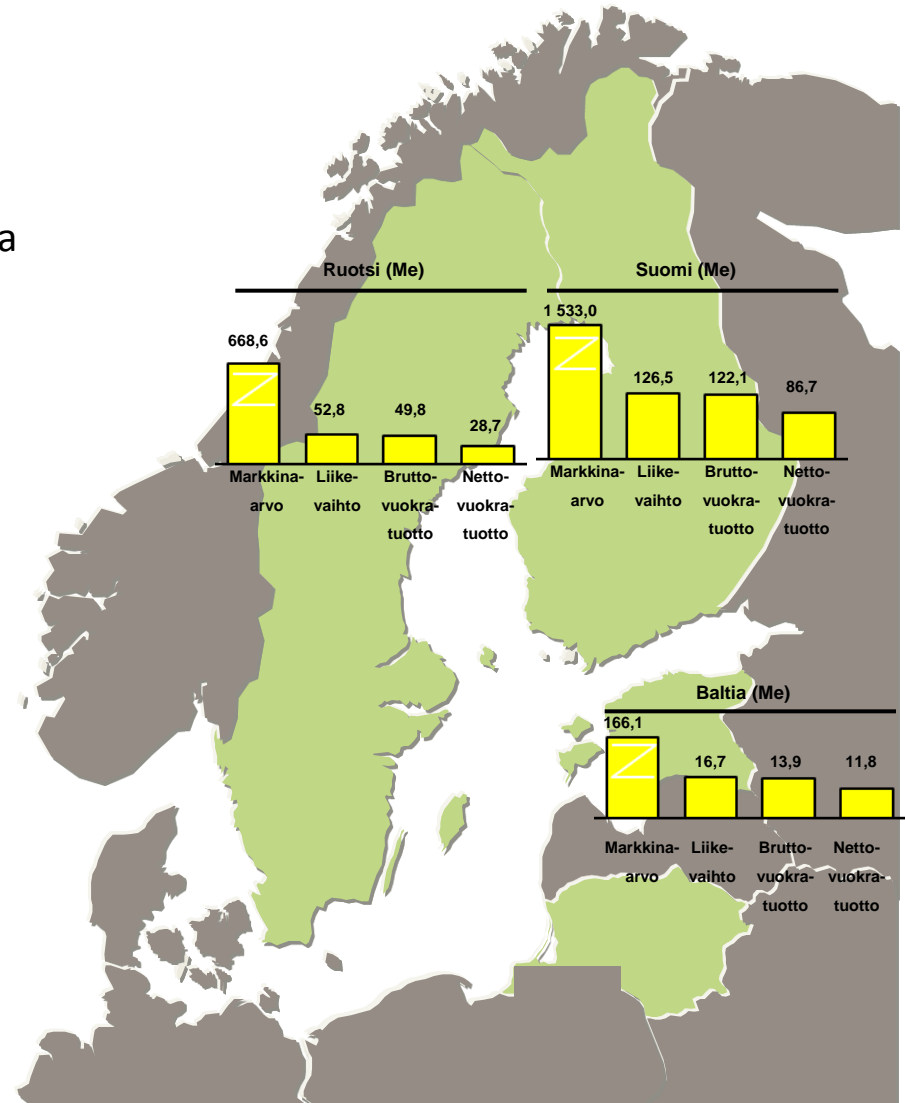 a
Ruotsi (Me)
668,6
52,8
49,8
28,7
Markkina-
arvo
Liike-
vaihto
Brutto-
vuokra-
tuotto
Netto-
vuokra-
tuotto
Suomi (Me)
1 533,0
126,5
122,1
86,7
Markkina-
arvo
Liike-
vaihto
Brutto-
vuokra-
tuotto
Netto-
vuokra-
tuotto
Baltia (Me)
166,1
16,7
13,9
11,8
Markkina-
arvo
Liike-
vaihto
Brutto-
vuokra-
tuotto
Netto-
vuokra-
tuotto